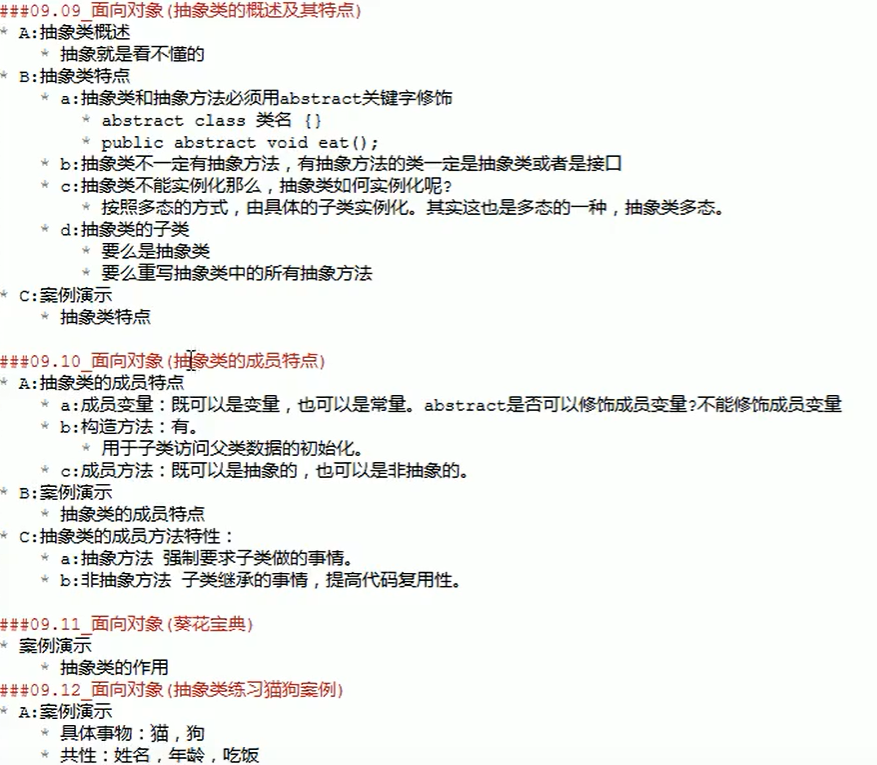 ###09.09_面向对象(抽象类的概述及其特点)
* A:抽象类概述
* 抽象就是看不懂的
* B:抽象类特点
* a:抽象类和抽象方法必须用abstract关键字修饰
* abstract class 类名 {}
* public abstract void eat();
* b:抽象类不一定有抽象方法，有抽象方法的类一定是抽象类或者是接口
* c:抽象类不能实例化那么，抽象类如何实例化呢?
* 按照多态的方式，由具体的子类实例化。其实这也是多态的一种，抽象类多态。
* d:抽象类的子类
* 要么是抽象类
* 要么重写抽象类中的所有抽象方法
* C:案例演示
* 抽象类特点
###09.10_面向对象(抽象类的成员特点)
* A:抽象类的成员特点
* a:成员变量：既可以是变量，也可以是常量。abstract是否可以修饰成员变量?不能修饰成员变量
* b:构造方法：有。
* 用于子类访问父类数据的初始化。
* c:成员方法：既可以是抽象的，也可以是非抽象的。
* B:案例演示
* 抽象类的成员特点
* C:抽象类的成员方法特性：
* a:抽象方法 强制要求子类做的事情。
* b:非抽象方法 子类继承的事情，提高代码复用性。
###09.11_面向对象(葵花宝典)
* 案例演示
* 抽象类的作用
###09.12_面向对象(抽象类练习猫狗案例)
* A:案例演示
* 具体事物：猫，狗
* 共性：姓名，年龄，吃饭